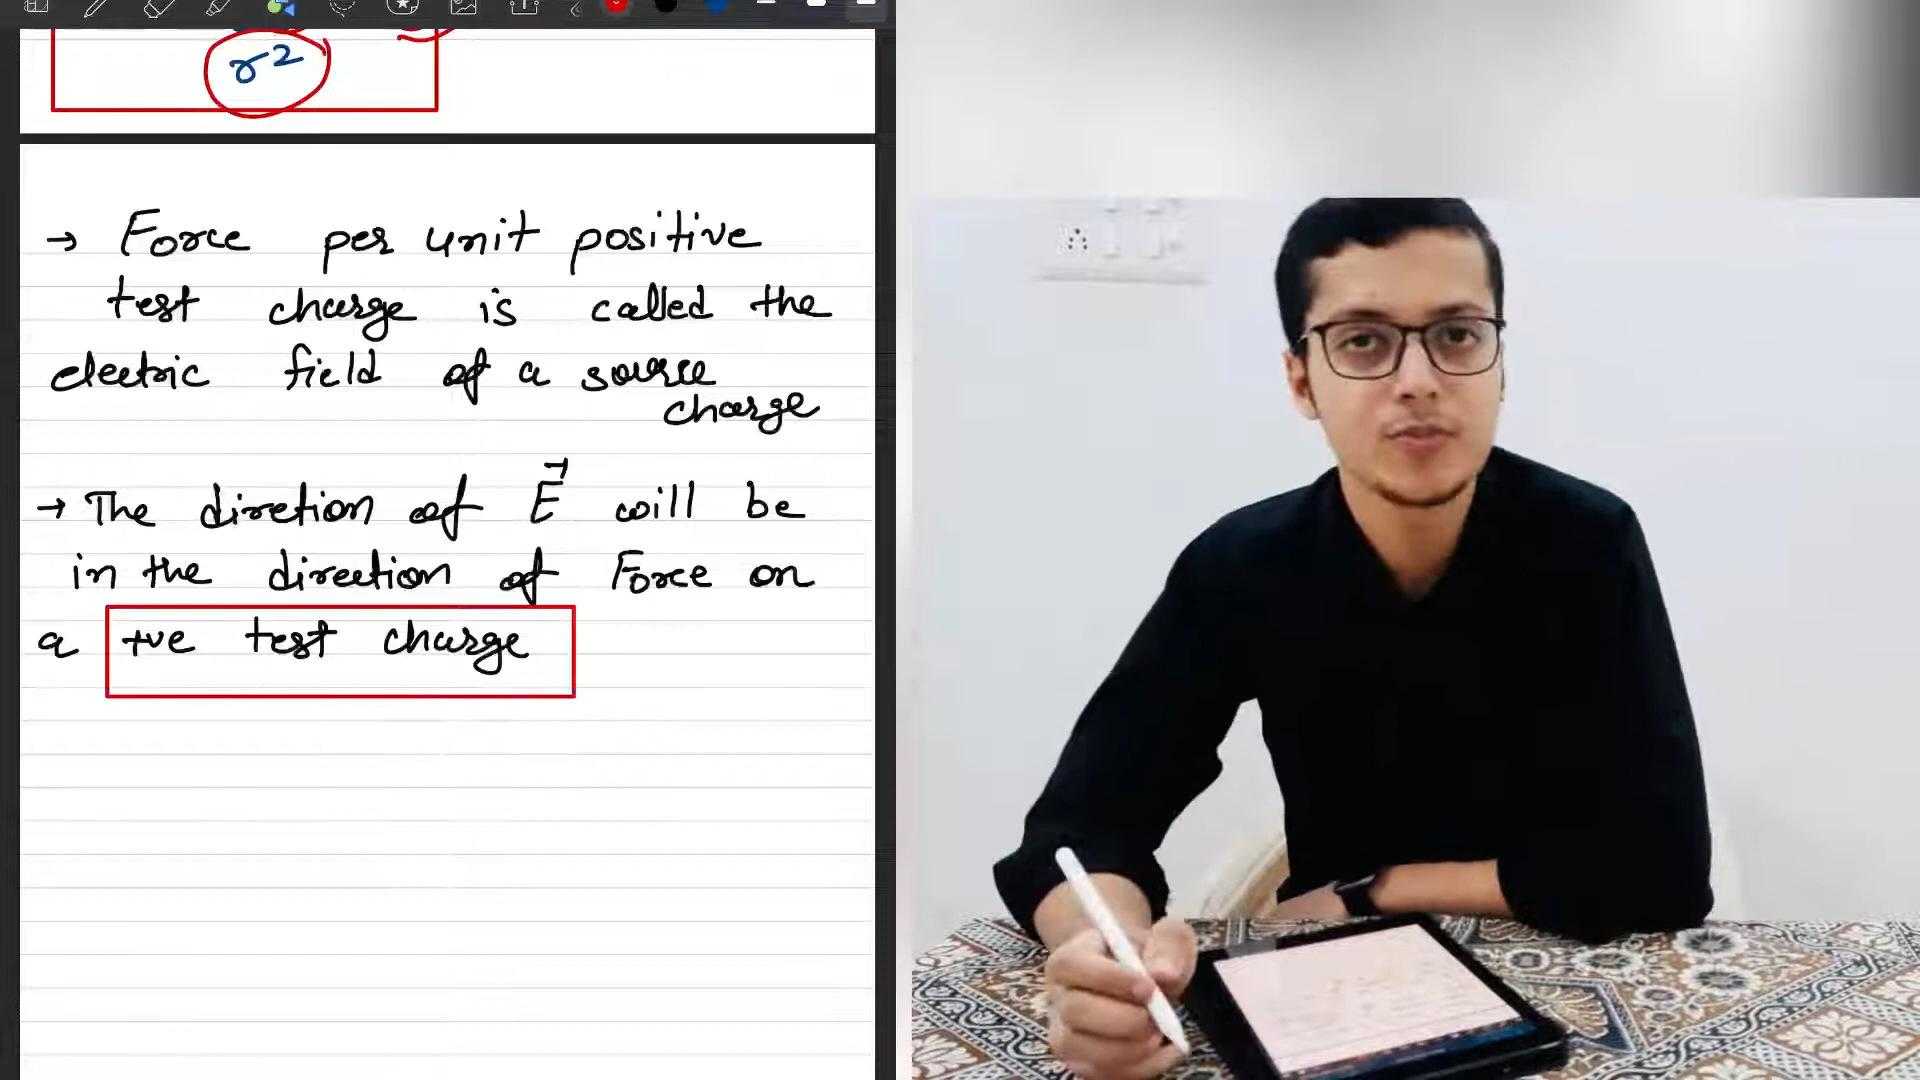 r²
→ Force per unit positive
test charge is called the
electric field of a source
charge
→ The diretion of E⃗ will be
in the direction of Force on
a +ve test charge